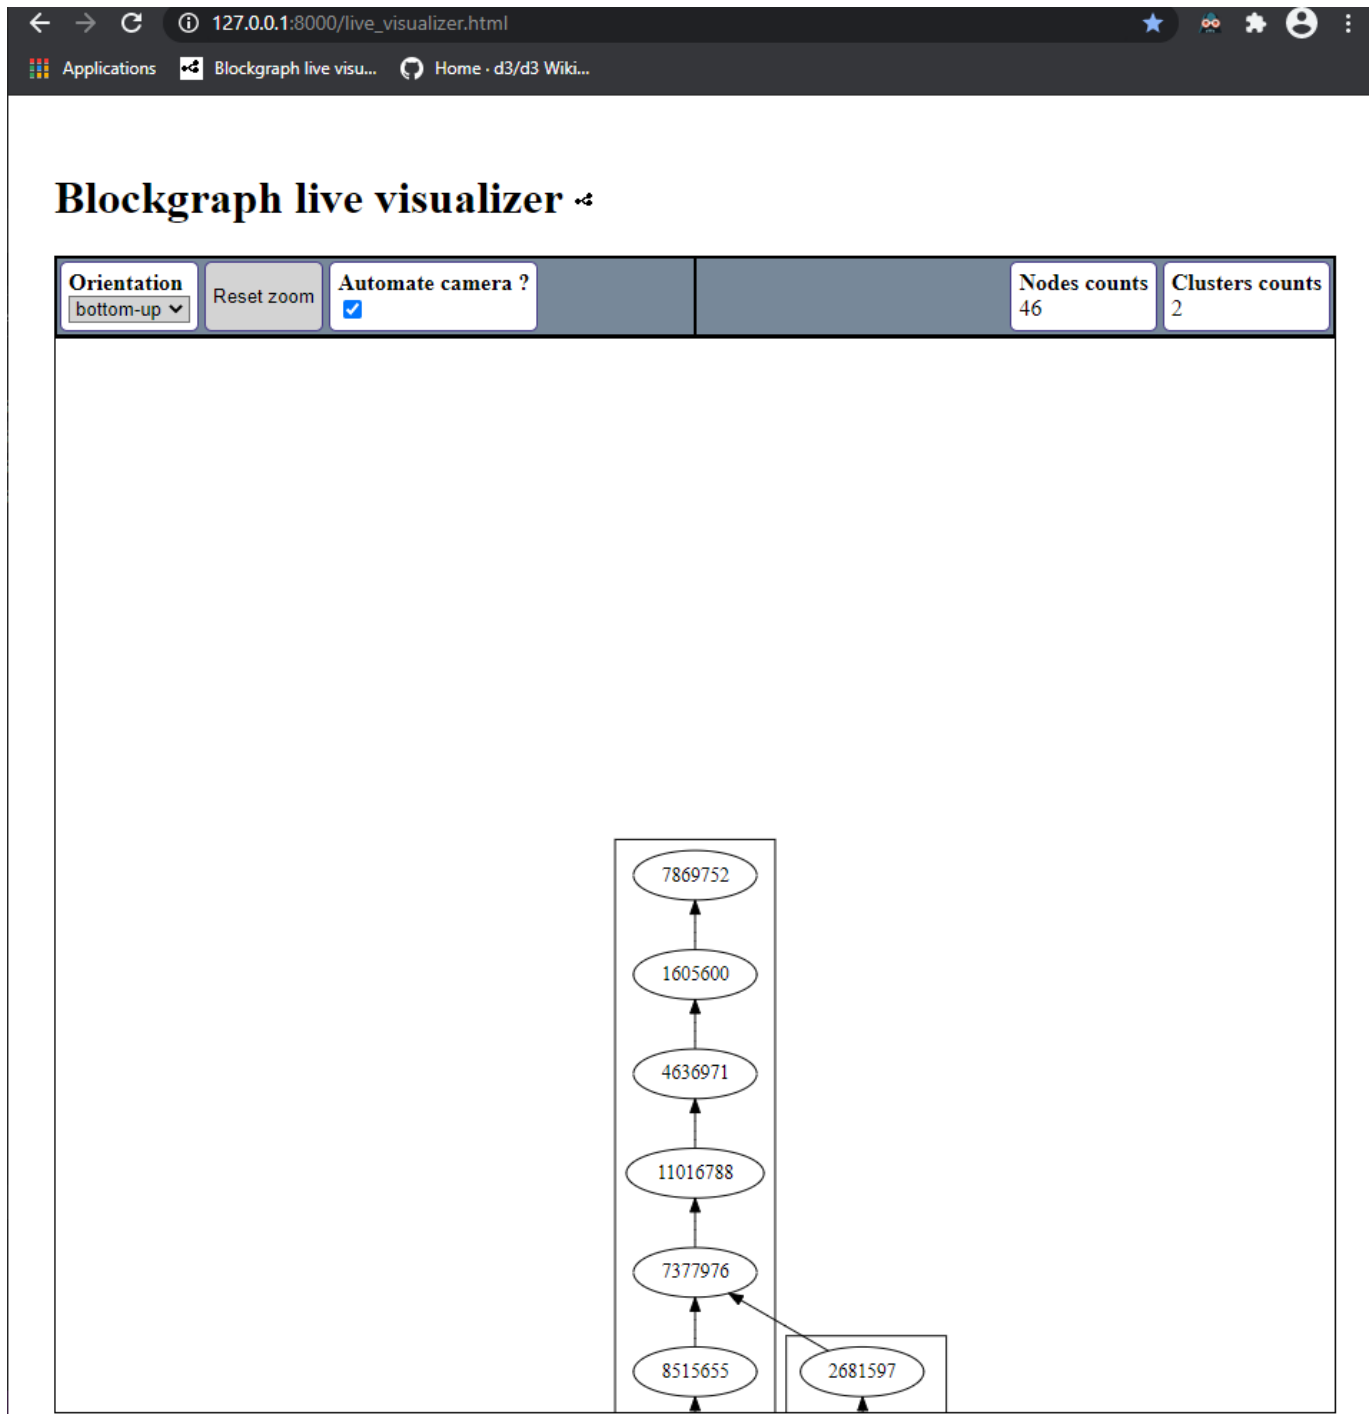 127.0.0.1:8000/live_visualizer.html
Applications Blockgraph live visu... Home · d3/d3 Wiki...
Blockgraph live visualizer
Orientation
bottom-up
Reset zoom
Automate camera ?
Nodes counts
46
Clusters counts
2
7869752
1605600
4636971
11016788
7377976
8515655 2681597